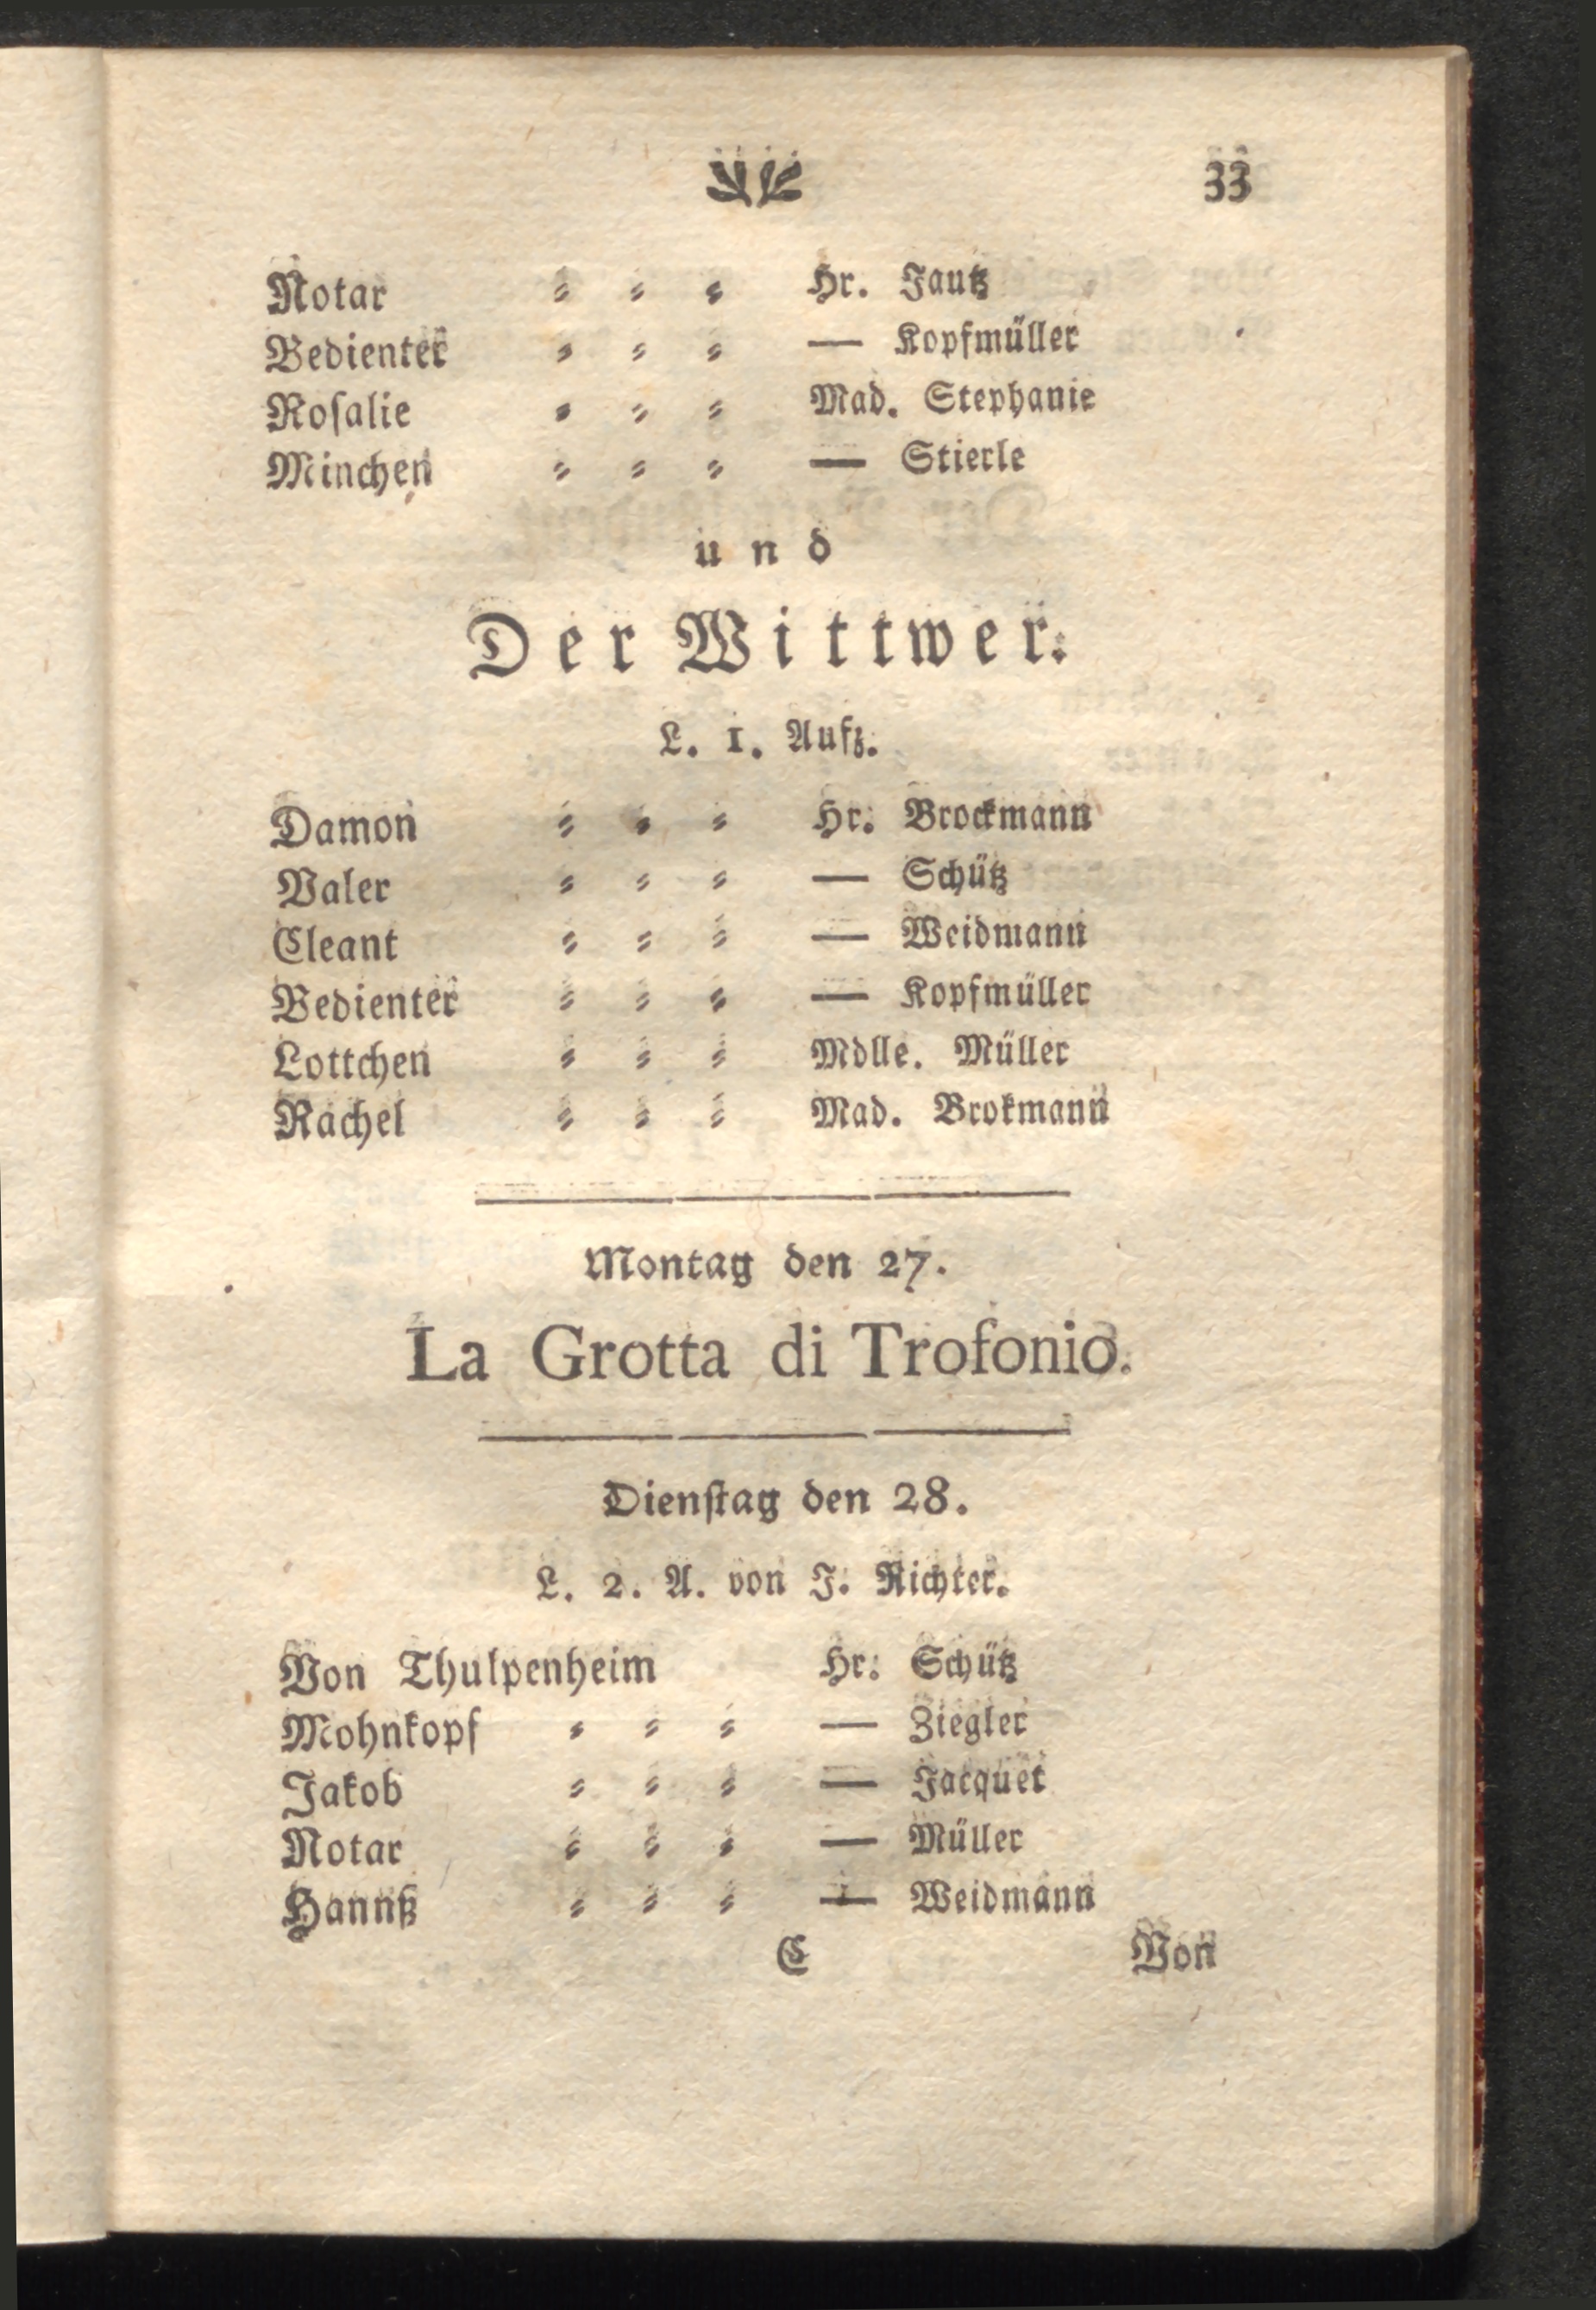 33
Notar = = = Hr. Jautz
Bedienter = = = — Kopfmüller
Roſalie = = = Mad. Stephanie
Minchen = = = — Stierle
und
Der Wittwer.
L. 1. Aufz.
Damon = = = Hr. Brockmann
Valer = = = — Schütz
Cleant = = = — Weidmann
Bedienter = = = — Kopfmüller
Lottchen = = = Mdlle. Müller
Rachel = = = Mad. Brokmann
Montag den 27.
La Grotta di Trofonio.
Dienſtag den 28.
L. 2. A. von J. Richter.
Von Thulpenheim Hr. Schütz
Mohnkopf = = = — Ziegler
Jakob = = = — Jacquet
Notar = = = — Müller
Hannß = = = — Weidmann
C Von